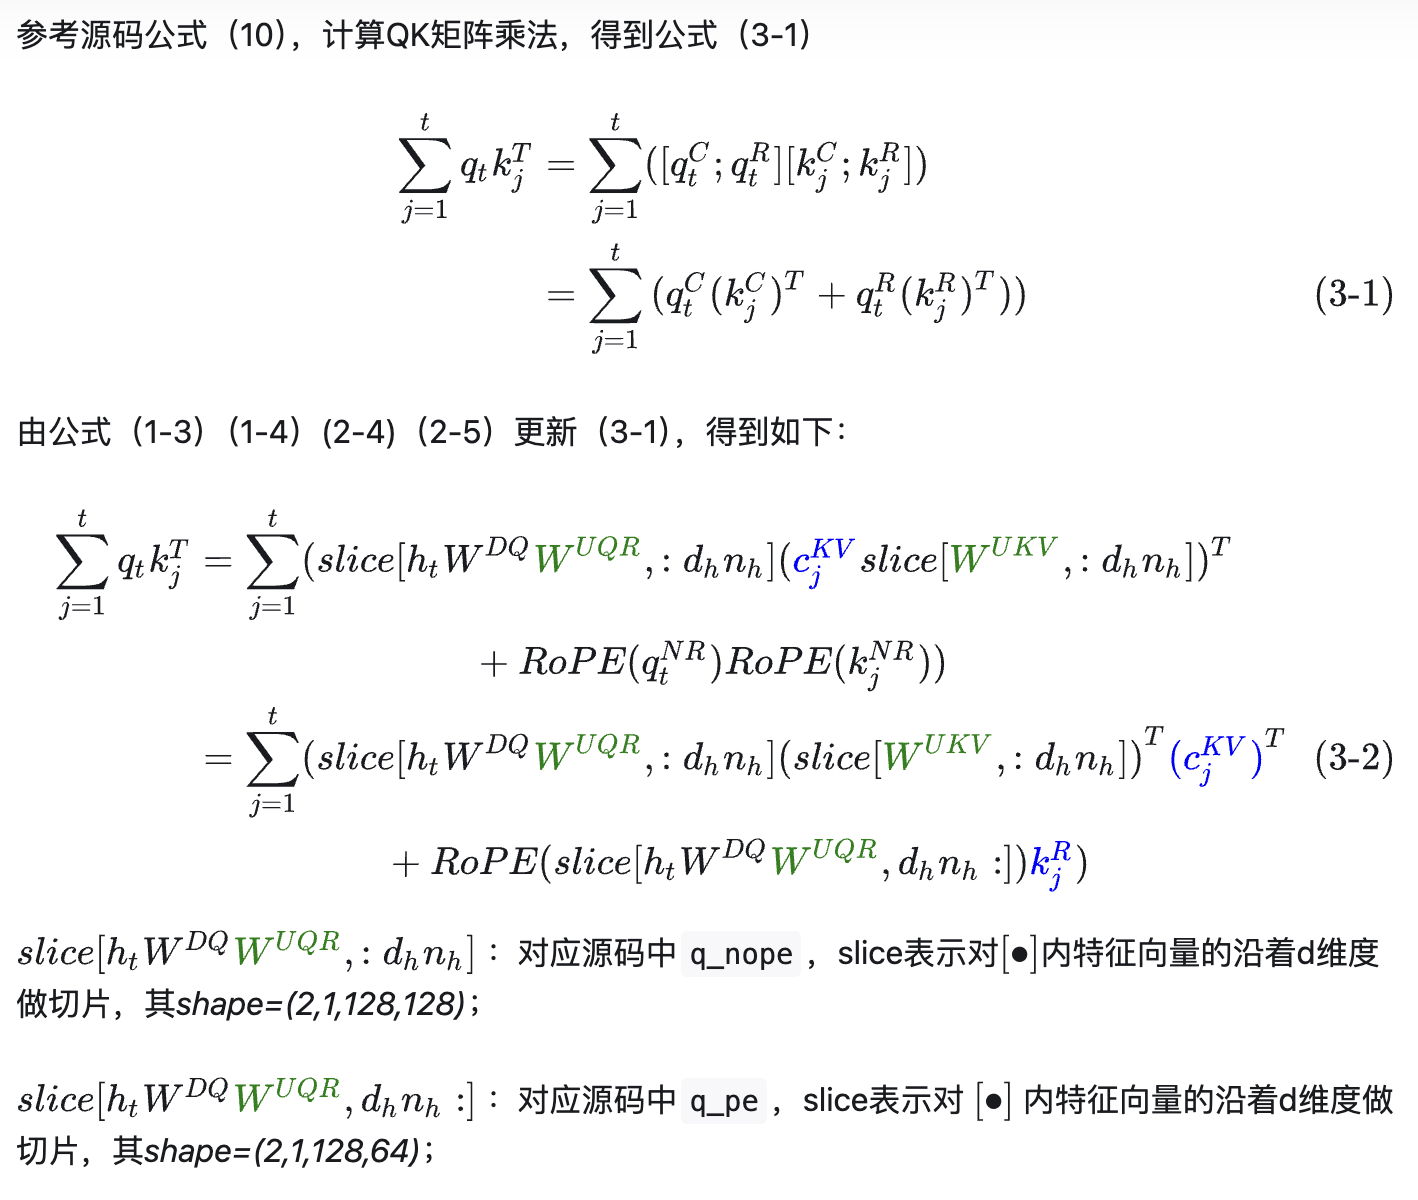 参考源码公式（10），计算QK矩阵乘法，得到公式（3-1）
$$\sum_{j=1}^{t} q_t k_j^T = \sum_{j=1}^{t} ([q_t^C; q_t^R][k_j^C; k_j^R])$$
$$= \sum_{j=1}^{t} (q_t^C (k_j^C)^T + q_t^R (k_j^R)^T)) \quad (3\text{-}1)$$
由公式（1-3）（1-4）(2-4)（2-5）更新（3-1），得到如下：
$$\sum_{j=1}^{t} q_t k_j^T = \sum_{j=1}^{t} (slice[h_t W^{DQ} W^{UQR}, : d_h n_h](c_j^{KV} slice[W^{UKV}, : d_h n_h])^T$$
$$+ RoPE(q_t^{NR}) RoPE(k_j^{NR}))$$
$$= \sum_{j=1}^{t} (slice[h_t W^{DQ} W^{UQR}, : d_h n_h](slice[W^{UKV}, : d_h n_h])^T (c_j^{KV})^T \quad (3\text{-}2)$$
$$+ RoPE(slice[h_t W^{DQ} W^{UQR}, d_h n_h :]) k_j^R)$$
$slice[h_t W^{DQ} W^{UQR}, : d_h n_h]$ ：对应源码中 q_nope ，slice表示对[●]内特征向量的沿着d维度
做切片，其shape=(2,1,128,128)；
$slice[h_t W^{DQ} W^{UQR}, d_h n_h :]$ ：对应源码中 q_pe ，slice表示对 [●] 内特征向量的沿着d维度做
切片，其shape=(2,1,128,64)；